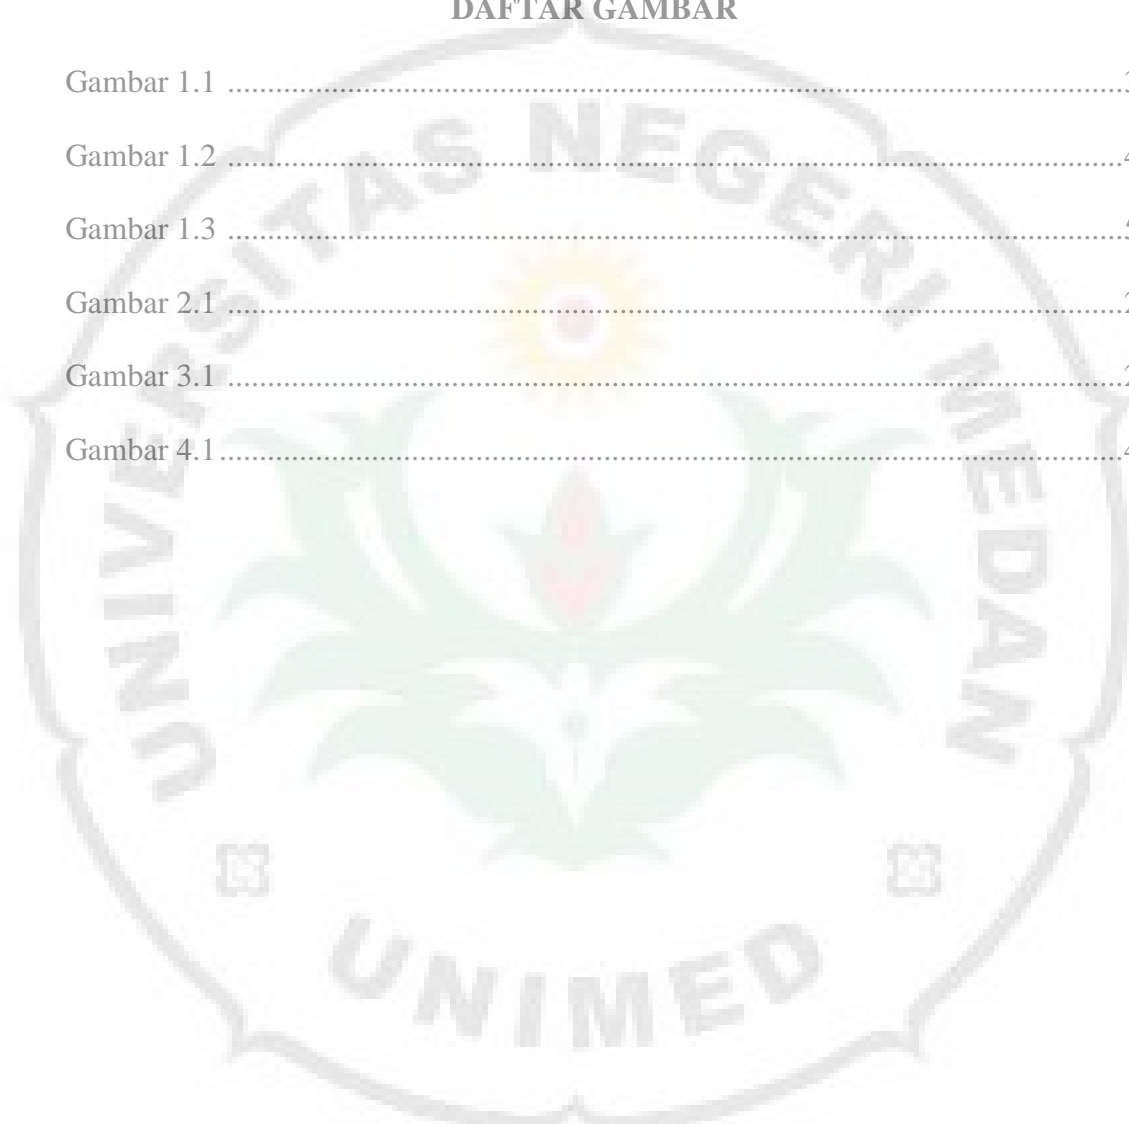 DAFTAR GAMBAR
Gambar 1.1 ........................................................................................................
Gambar 1.2 ........................................................................................................
Gambar 1.3 ........................................................................................................
Gambar 2.1 ........................................................................................................
Gambar 3.1 ........................................................................................................
Gambar 4.1 ........................................................................................................
UNIVERSITAS NEGERI MEDAN
UNIMED